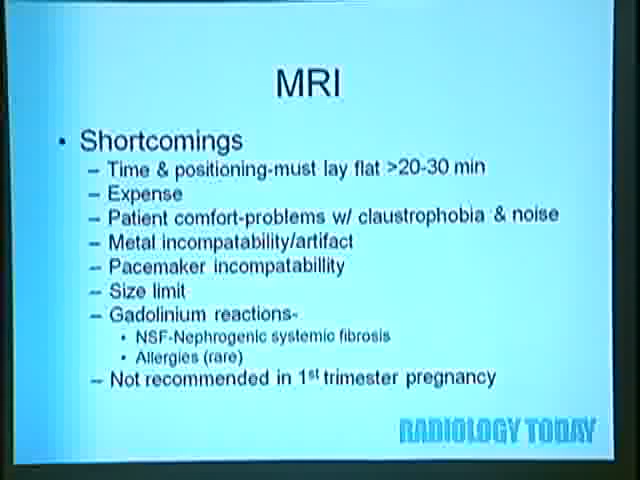 MRI
• Shortcomings
– Time & positioning-must lay flat >20-30 min
– Expense
– Patient comfort-problems w/ claustrophobia & noise
– Metal incompatability/artifact
– Pacemaker incompatabillity
– Size limit
– Gadolinium reactions-
• NSF-Nephrogenic systemic fibrosis
• Allergies (rare)
– Not recommended in 1st trimester pregnancy
RADIOLOGY TODAY